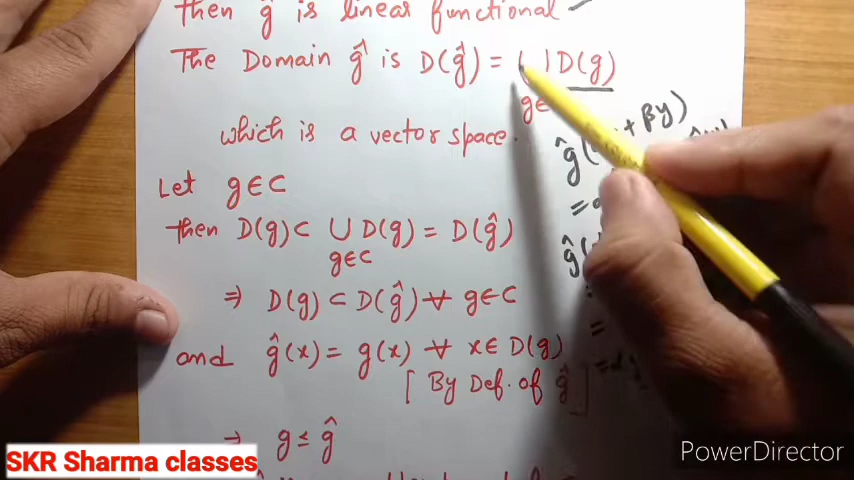 then ĝ is linear functional
The Domain ĝ is D(ĝ) = ∪ D(g)
g∈
which is a vector space.
ĝ( + βy)
Let g∈C
then D(g) ⊂ ∪ D(g) = D(ĝ)
g∈C
⇒ D(g) ⊂ D(ĝ) ∀ g∈C
and ĝ(x) = g(x) ∀ x∈ D(g)
[ By Def. of ĝ ]
⇒ g ≤ ĝ
SKR Sharma classes
PowerDirector